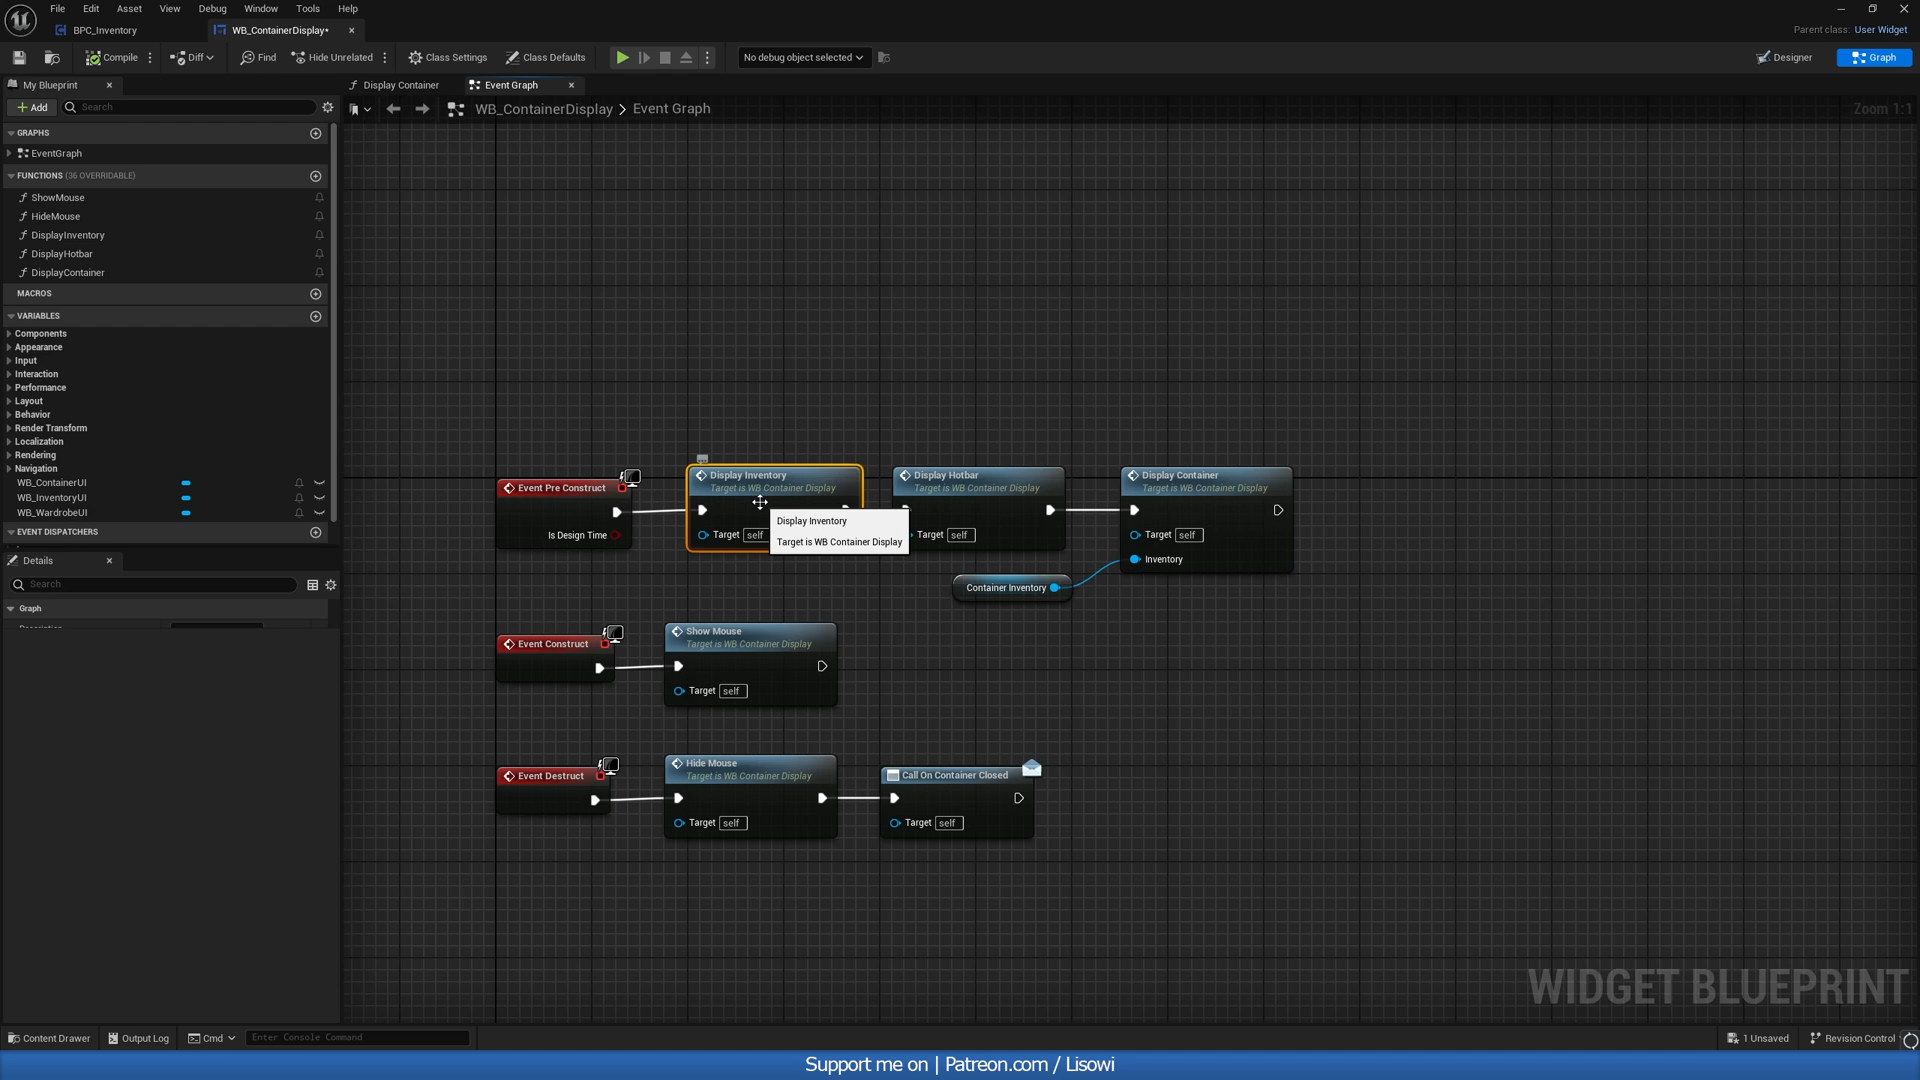 File Edit Asset View Window Debug Tools Help
BPC_Inventory
WB_ContainerDisplay•
Parent class: User Widget
Compile
Diff
Find
Hide Unrelated
Class Settings
Class Defaults
No debug object selected
Designer
Graph
My Blueprint
Display Container
Event Graph
Add
Search
WB_ContainerDisplay > Event Graph
Zoom 1:1
GRAPHS
EventGraph
FUNCTIONS (36 OVERRIDABLE)
ShowMouse
HideMouse
DisplayInventory
DisplayHotbar
DisplayContainer
MACROS
VARIABLES
Components
Appearance
Input
Interaction
Performance
Layout
Behavior
Render Transform
Localization
Rendering
Navigation
WB_ContainerUI
WB_InventoryUI
WB_WardrobeUI
EVENT DISPATCHERS
Details
Search
Graph
Event Pre Construct
Is Design Time
Display Inventory
Target is WB Container Display
Target self
Display Inventory
Target is WB Container Display
Display Hotbar
Target is WB Container Display
Target self
Display Container
Target is WB Container Display
Target self
Inventory
Container Inventory
Event Construct
Show Mouse
Target is WB Container Display
Target self
Event Destruct
Hide Mouse
Target is WB Container Display
Target self
Call On Container Closed
Target self
WIDGET BLUEPRINT
Content Drawer
Output Log
Cmd
Enter Console Command
1 Unsaved
Revision Control
Support me on | Patreon.com / Lisowi